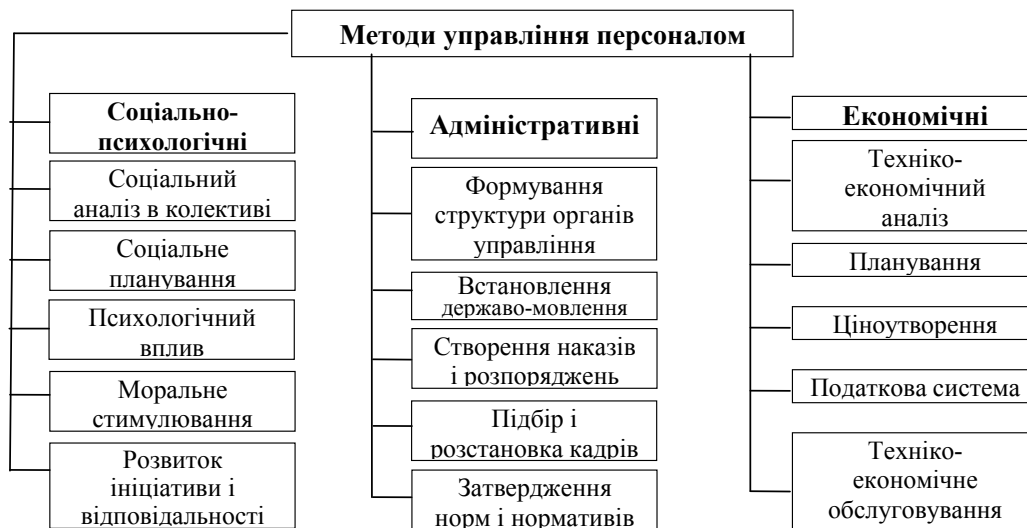 Методи управління персоналом
Соціально-
психологічні
Соціальний
аналіз в колективі
Соціальне
планування
Психологічний
вплив
Моральне
стимулювання
Розвиток
ініціативи і
відповідальності
Адміністративні
Формування
структури органів
управління
Встановлення
державо-мовлення
Створення наказів
і розпоряджень
Підбір і
розстановка кадрів
Затвердження
норм і нормативів
Економічні
Техніко-
економічний
аналіз
Планування
Ціноутворення
Податкова система
Техніко-
економічне
обслуговування